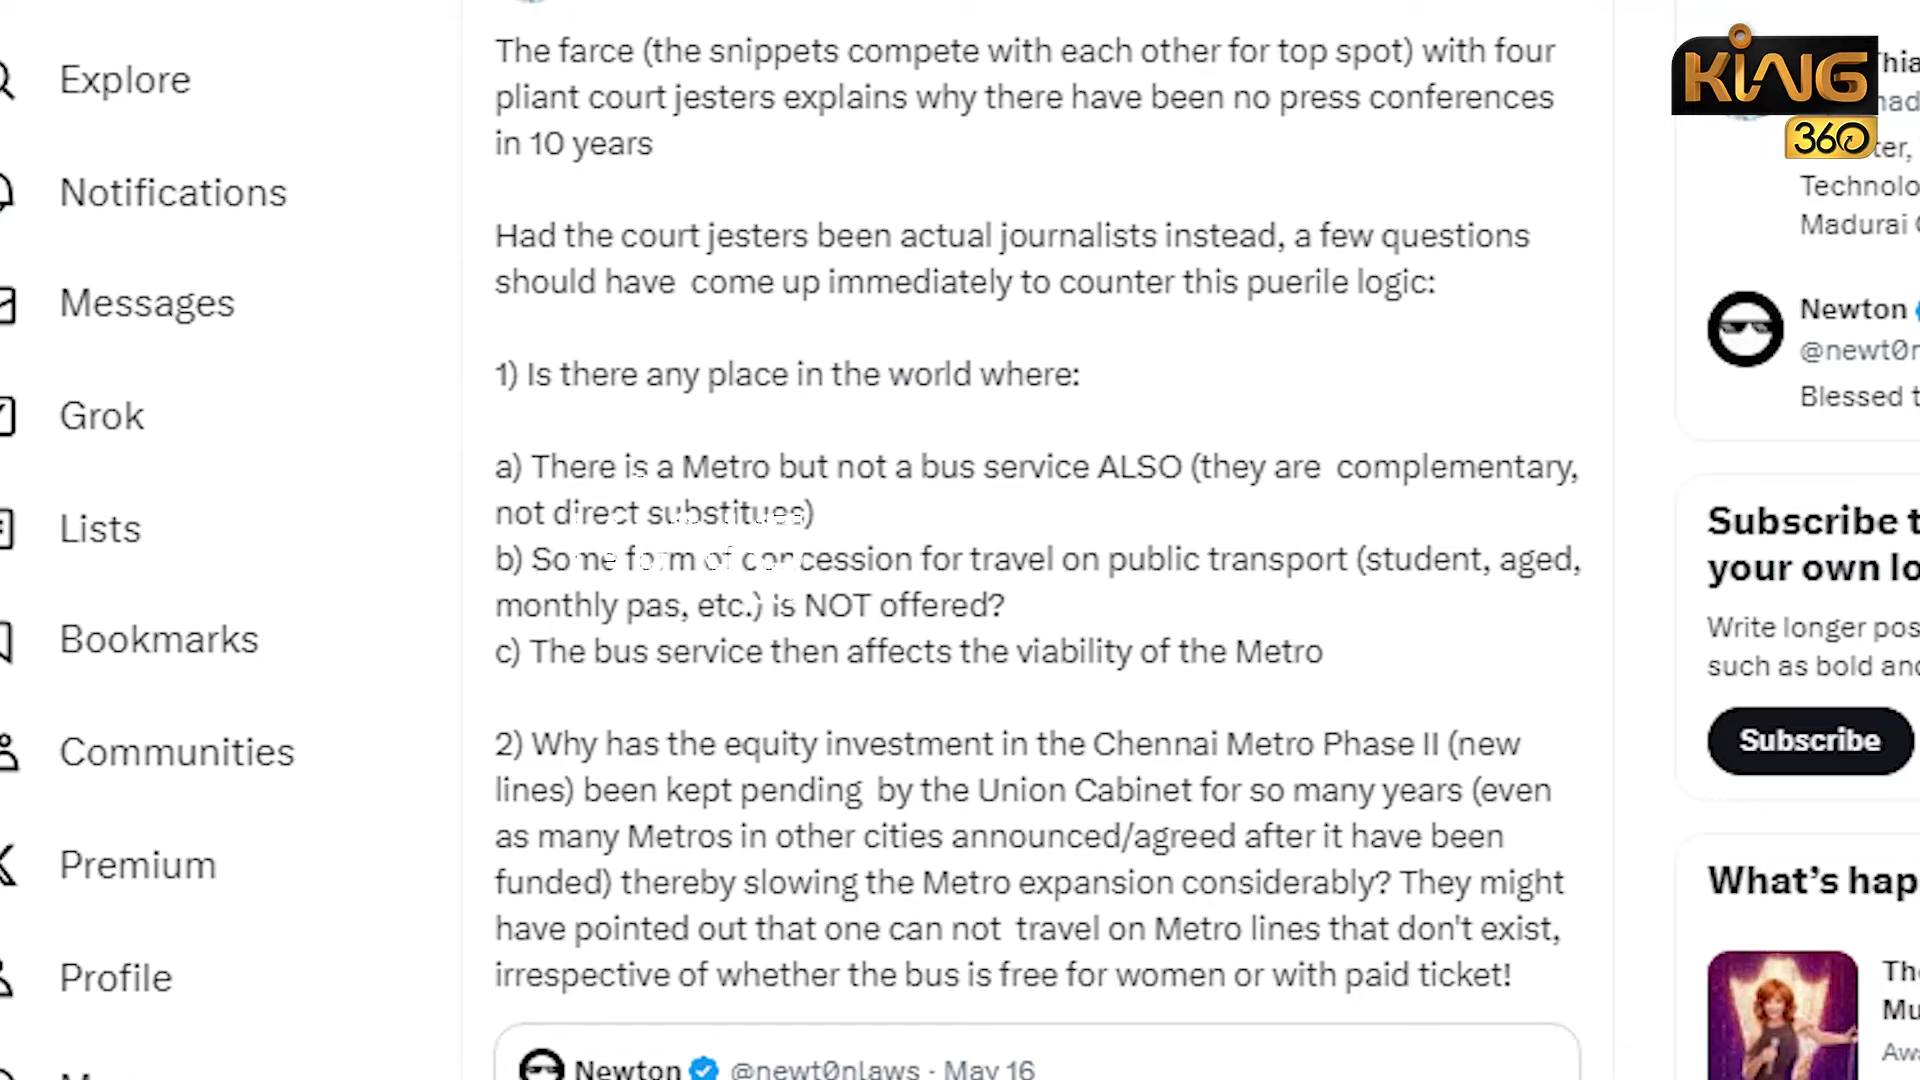 Explore
Notifications
Messages
Grok
Lists
Bookmarks
Communities
Premium
Profile
The farce (the snippets compete with each other for top spot) with four
pliant court jesters explains why there have been no press conferences
in 10 years
Had the court jesters been actual journalists instead, a few questions
should have come up immediately to counter this puerile logic:
1) Is there any place in the world where:
a) There is a Metro but not a bus service ALSO (they are complementary,
not direct substitues)
b) Some form of concession for travel on public transport (student, aged,
monthly pas, etc.) is NOT offered?
c) The bus service then affects the viability of the Metro
2) Why has the equity investment in the Chennai Metro Phase II (new
lines) been kept pending by the Union Cabinet for so many years (even
as many Metros in other cities announced/agreed after it have been
funded) thereby slowing the Metro expansion considerably? They might
have pointed out that one can not travel on Metro lines that don't exist,
irrespective of whether the bus is free for women or with paid ticket!
Newton @newt0nlaws · May 16
KING
360
Technolo
Madurai
Newton
@newt0n
Blessed t
Subscribe t
your own lo
Write longer pos
such as bold and
Subscribe
What's hap
The
Mu
Awa